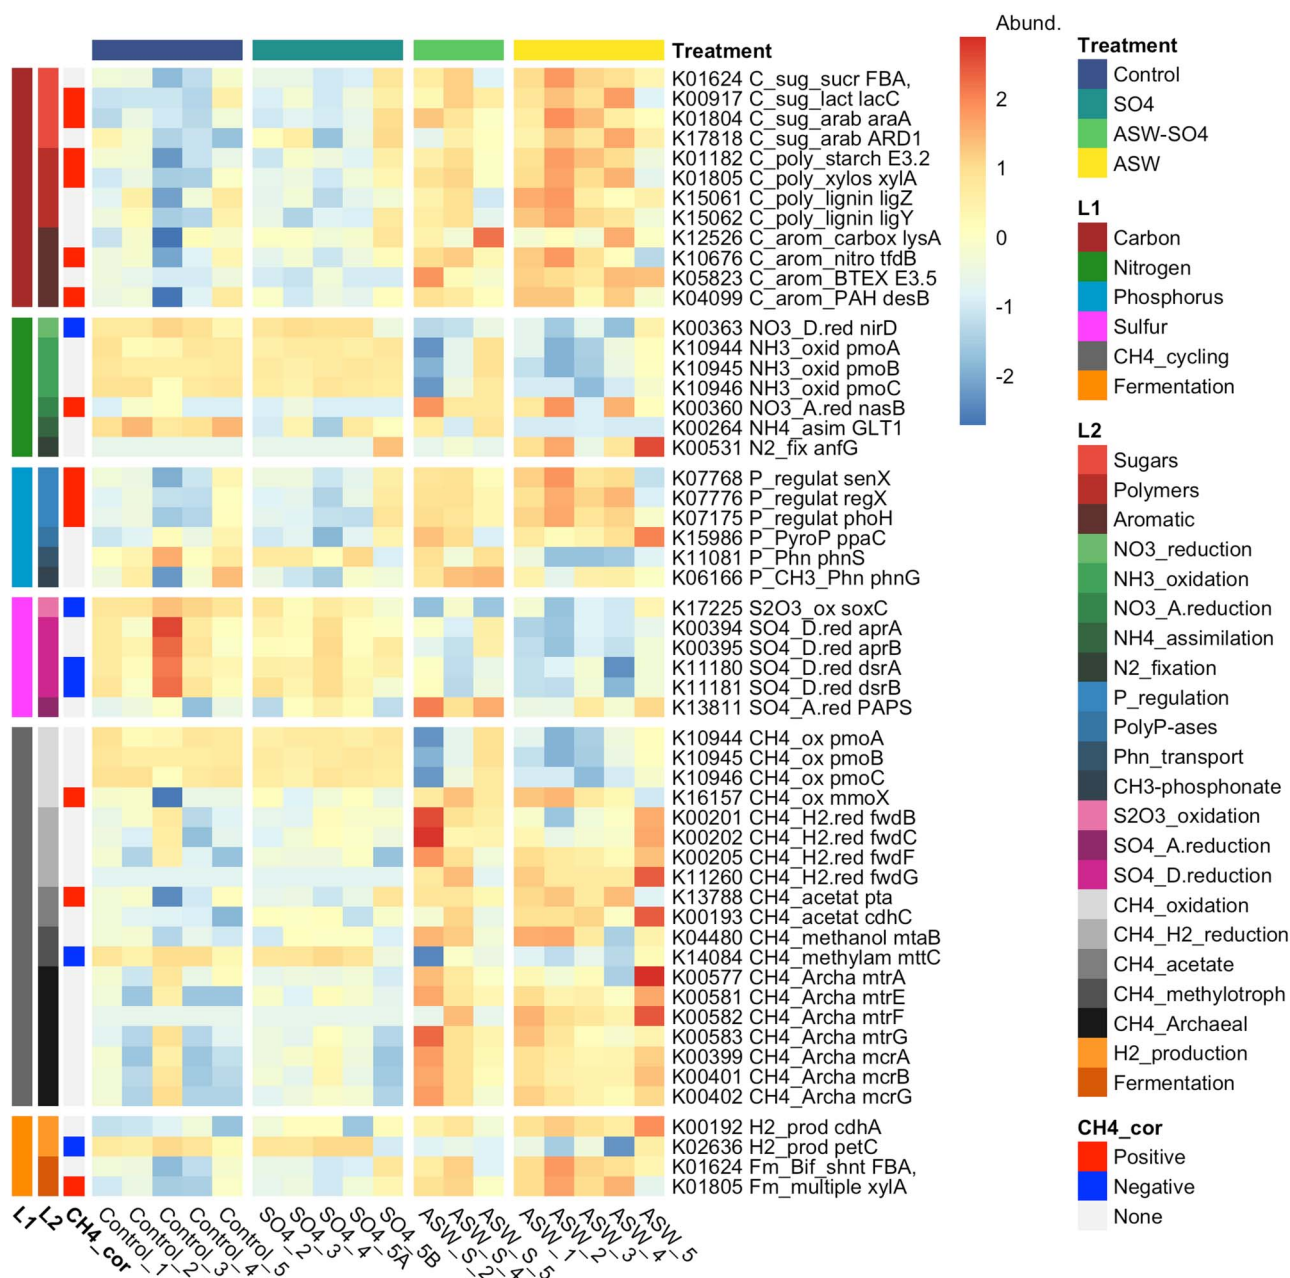 Abund.
2
1
0
-1
-2
Treatment
K01624 C_sug_sucr FBA,
K00917 C_sug_lact lacC
K01804 C_sug_arab araA
K17818 C_sug_arab ARD1
K01182 C_poly_starch E3.2
K01805 C_poly_xylos xylA
K15061 C_poly_lignin ligZ
K15062 C_poly_lignin ligY
K12526 C_arom_carbox lysA
K10676 C_arom_nitro tfdB
K05823 C_arom_BTEX E3.5
K04099 C_arom_PAH desB
K00363 NO3_D.red nirD
K10944 NH3_oxid pmoA
K10945 NH3_oxid pmoB
K10946 NH3_oxid pmoC
K00360 NO3_A.red nasB
K00264 NH4_asim GLT1
K00531 N2_fix anfG
K07768 P_regulat senX
K07776 P_regulat regX
K07175 P_regulat phoH
K15986 P_PyroP ppaC
K11081 P_Phn phnS
K06166 P_CH3_Phn phnG
K17225 S2O3_ox soxC
K00394 SO4_D.red aprA
K00395 SO4_D.red aprB
K11180 SO4_D.red dsrA
K11181 SO4_D.red dsrB
K13811 SO4_A.red PAPS
K10944 CH4_ox pmoA
K10945 CH4_ox pmoB
K10946 CH4_ox pmoC
K16157 CH4_ox mmoX
K00201 CH4_H2.red fwdB
K00202 CH4_H2.red fwdC
K00205 CH4_H2.red fwdF
K11260 CH4_H2.red fwdG
K13788 CH4_acetat pta
K00193 CH4_acetat cdhC
K04480 CH4_methanol mtaB
K14084 CH4_methylam mttC
K00577 CH4_Archa mtrA
K00581 CH4_Archa mtrE
K00582 CH4_Archa mtrF
K00583 CH4_Archa mtrG
K00399 CH4_Archa mcrA
K00401 CH4_Archa mcrB
K00402 CH4_Archa mcrG
K00192 H2_prod cdhA
K02636 H2_prod petC
K01624 Fm_Bif_shnt FBA,
K01805 Fm_multiple xylA
L1
L2
CH4_cor
Control_1
Control_2
Control_3
Control_4
Control_5
SO4_2
SO4_3
SO4_4
SO4_5A
SO4_5B
ASW_S_2
ASW_S_4
ASW_S_5
ASW_1
ASW_2
ASW_3
ASW_4
ASW_5
Treatment
Control
SO4
ASW-SO4
ASW
L1
Carbon
Nitrogen
Phosphorus
Sulfur
CH4_cycling
Fermentation
L2
Sugars
Polymers
Aromatic
NO3_reduction
NH3_oxidation
NO3_A.reduction
NH4_assimilation
N2_fixation
P_regulation
PolyP-ases
Phn_transport
CH3-phosphonate
S2O3_oxidation
SO4_A.reduction
SO4_D.reduction
CH4_oxidation
CH4_H2_reduction
CH4_acetate
CH4_methylotroph
CH4_Archaeal
H2_production
Fermentation
CH4_cor
Positive
Negative
None